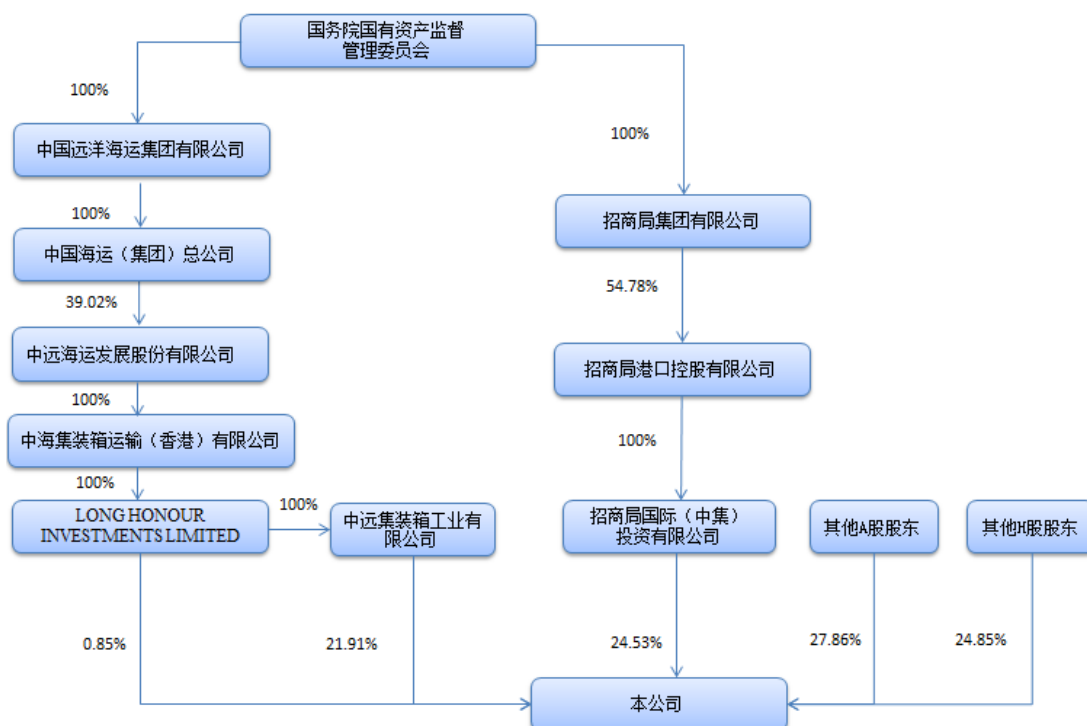 国务院国有资产监督
管理委员会
100%
100%
中国远洋海运集团有限公司
100%
招商局集团有限公司
中国海运（集团）总公司
39.02%
54.78%
中远海运发展股份有限公司
招商局港口控股有限公司
100%
中海集装箱运输（香港）有限公司
100%
100%
LONG HONOUR
INVESTMENTS LIMITED
100%
中远集装箱工业有
限公司
招商局国际（中集）
投资有限公司
其他A股股东
其他H股股东
0.85%
21.91%
24.53%
27.86%
24.85%
本公司